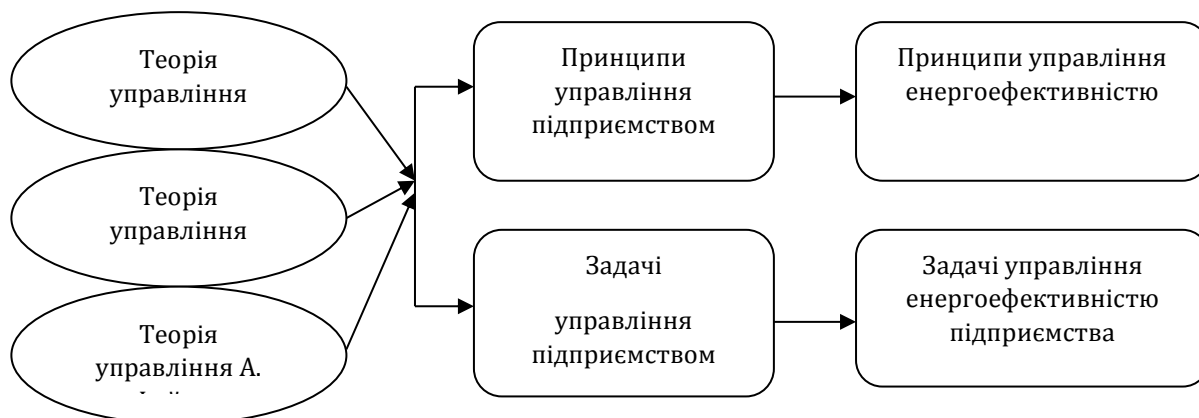 Теорія
управління
Теорія
управління
Теорія
управління А.
Принципи
управління
підприємством
Задачі
управління
підприємством
Принципи управління
енергоефективністю
Задачі управління
енергоефективністю
підприємства